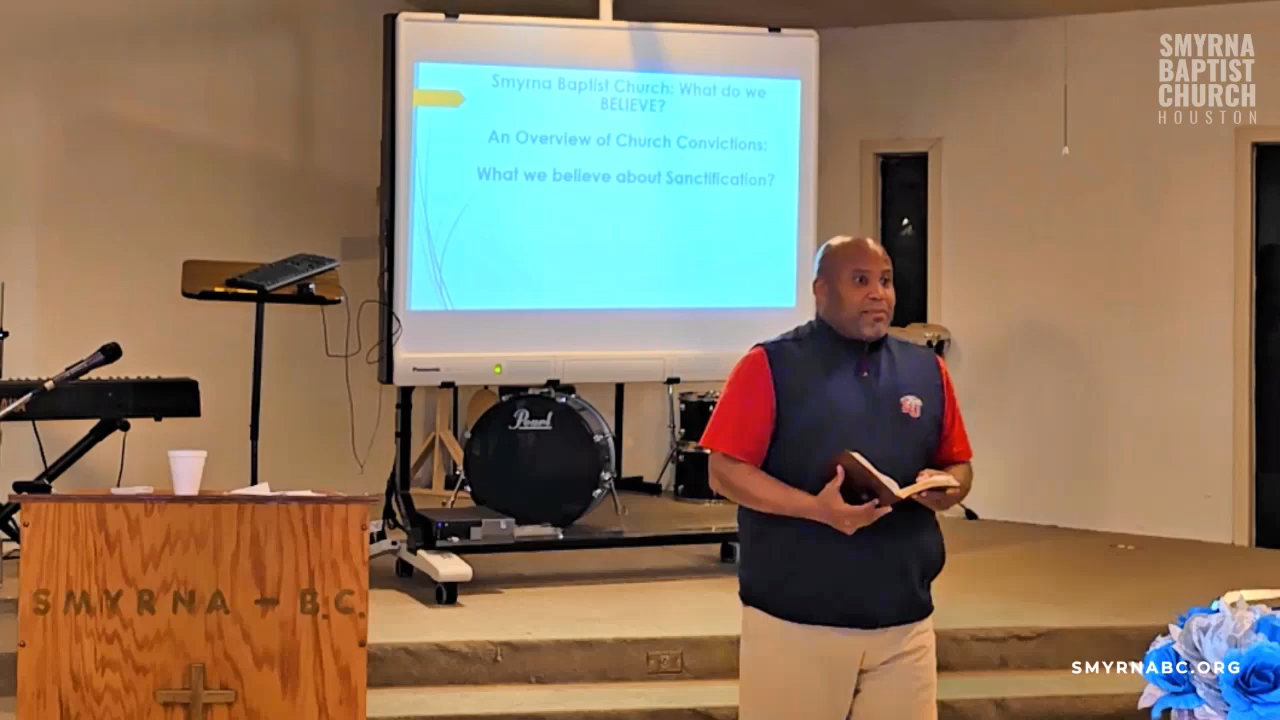 SMYRNA
BAPTIST
CHURCH
HOUSTON
Smyrna Baptist Church: What do we
BELIEVE?
An Overview of Church Convictions:
What we believe about Sanctification?
Panasonic
Pearl
SMYRNA B.C.
SMYRNABC.ORG